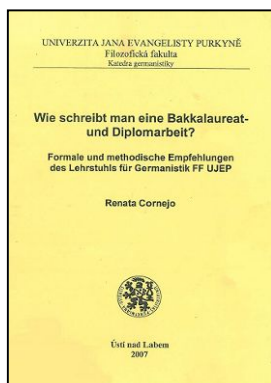 UNIVERZITA JANA EVANGELISTY PURKYNĚ
Filozofická fakulta
Katedra germanistiky
Wie schreibt man eine Bakkalaureat-
und Diplomarbeit?
Formale und methodische Empfehlungen
des Lehrstuhls für Germanistik FF UJEP
Renata Cornejo
Ústí nad Labem
2007